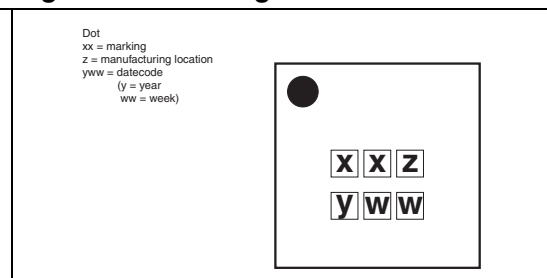 Dot
xx = marking
z = manufacturing location
yww = datecode
(y = year
ww = week)
x x z
y w w